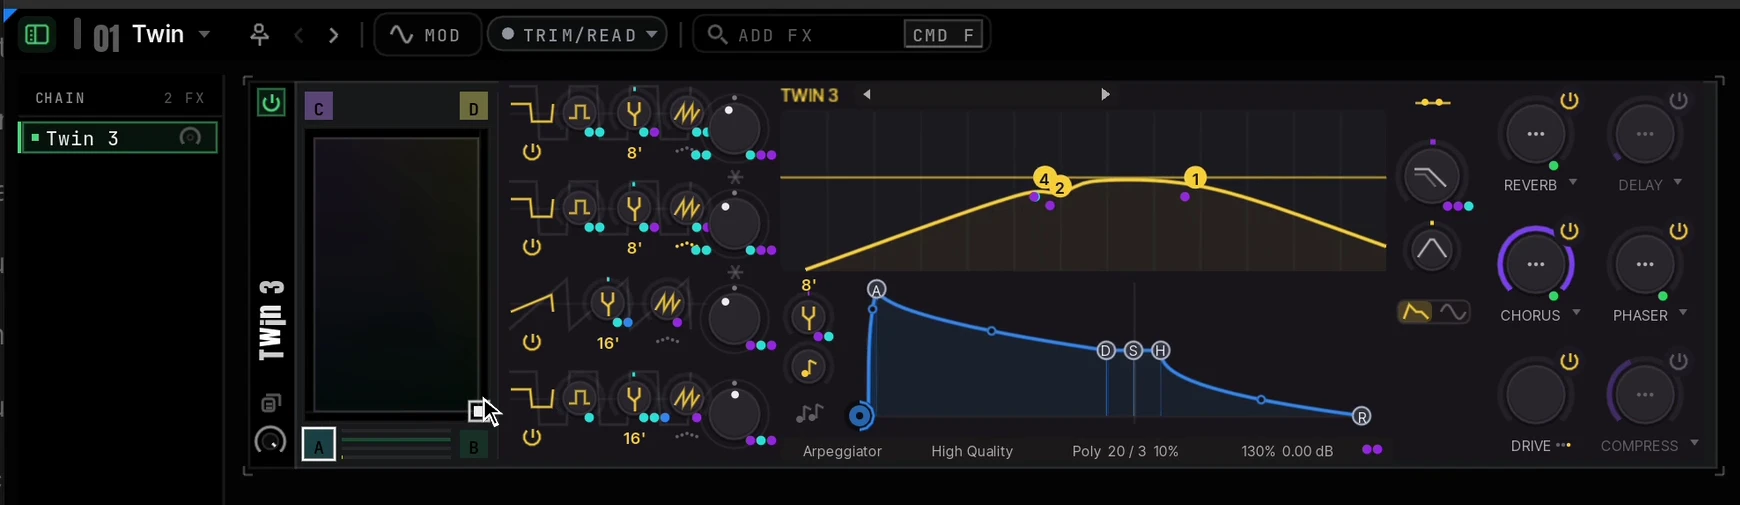 01 Twin
MOD
TRIM/READ
ADD FX
CMD F
CHAIN 2 FX
Twin 3
Twin 3
C
D
A
B
8'
8'
16'
16'
TWIN 3
4
2
1
8'
A
D
S
H
R
Arpeggiator
High Quality
Poly 20 / 3 10%
130% 0.00 dB
REVERB
DELAY
CHORUS
PHASER
DRIVE
COMPRESS